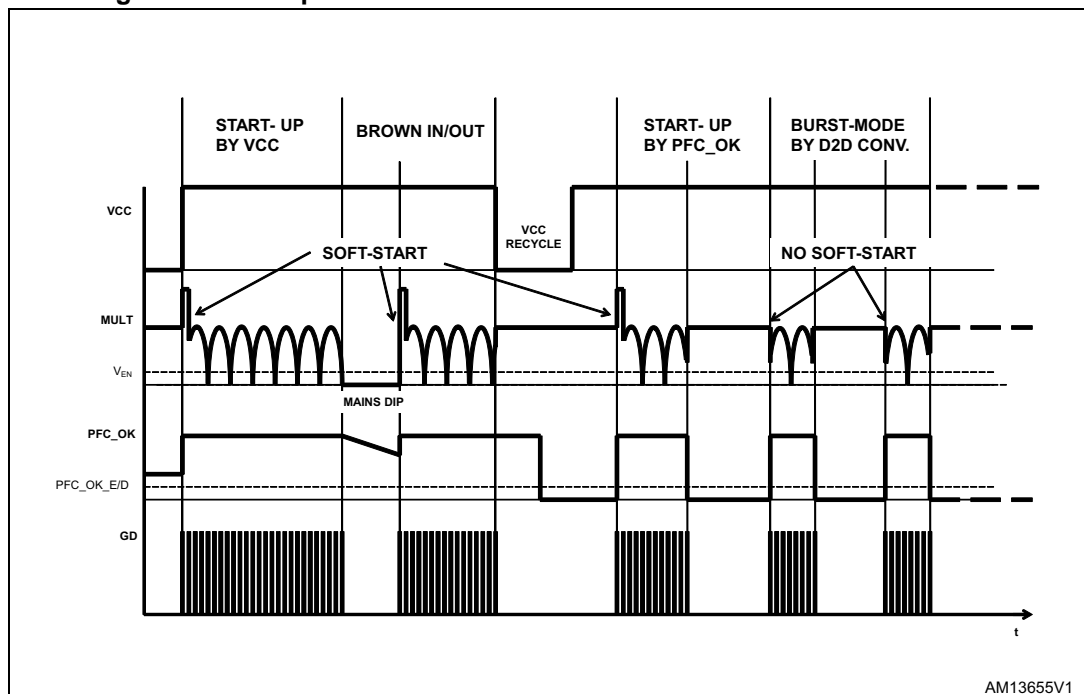 START- UP
BY VCC
BROWN IN/OUT
START- UP
BY PFC_OK
BURST-MODE
BY D2D CONV.
VCC
VCC
RECYCLE
SOFT-START
NO SOFT-START
MULT
VEN
MAINS DIP
PFC_OK
PFC_OK_E/D
GD
t
AM13655V1